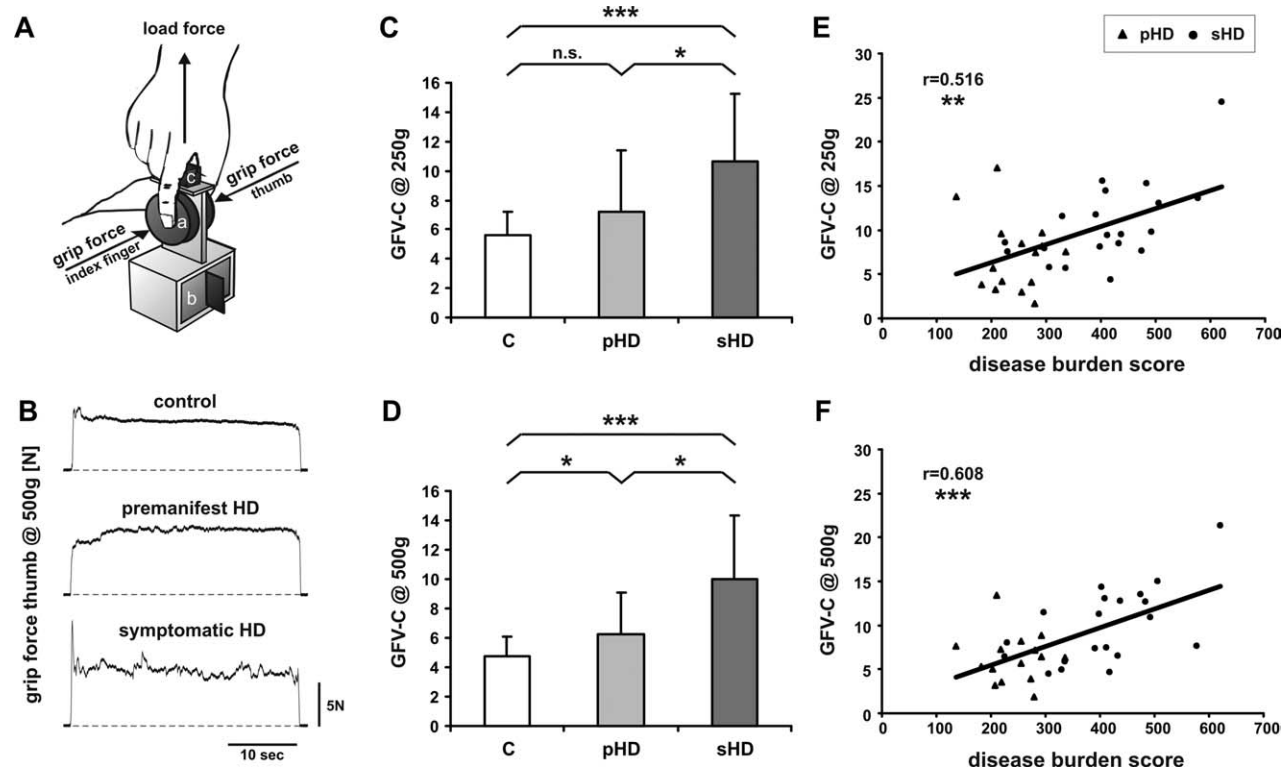 A
load force
c
grip force
thumb
a
grip force
index finger
b
B
grip force thumb @ 500g [N]
control
premanifest HD
symptomatic HD
5N
10 sec
C
***
n.s.
*
GFV-C @ 250g
16
14
12
10
8
6
4
2
0
C
pHD
sHD
D
***
*
*
GFV-C @ 500g
16
14
12
10
8
6
4
2
0
C
pHD
sHD
E
pHD
sHD
r=0.516
**
GFV-C @ 250g
30
25
20
15
10
5
0
0
100
200
300
400
500
600
700
disease burden score
F
r=0.608
***
GFV-C @ 500g
30
25
20
15
10
5
0
0
100
200
300
400
500
600
700
disease burden score